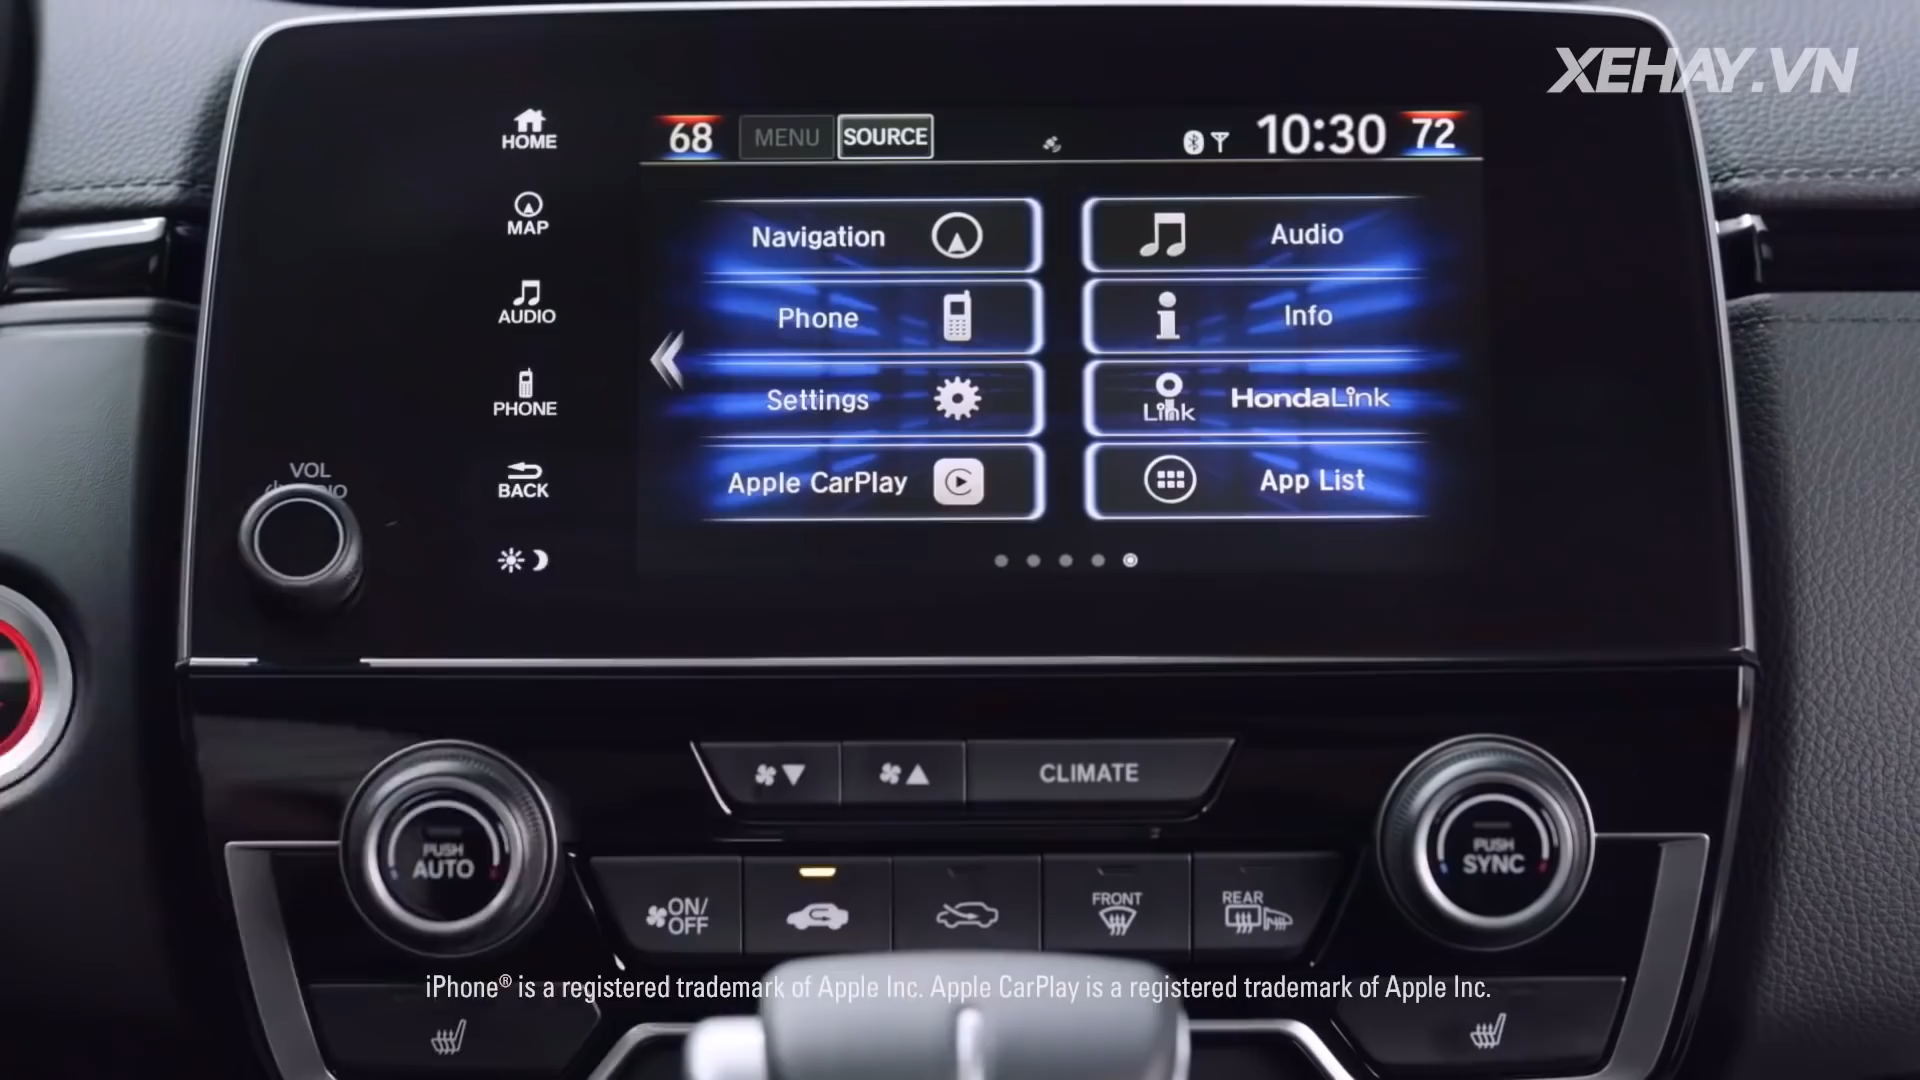 XEHAY.VN
HOME
68 MENU SOURCE 10:30 72
MAP
Navigation
Audio
AUDIO
Phone
Info
PHONE
Settings
Link HondaLink
VOL
BACK
Apple CarPlay
App List
CLIMATE
PUSH
AUTO
PUSH
SYNC
ON/
OFF
FRONT
REAR
iPhone® is a registered trademark of Apple Inc. Apple CarPlay is a registered trademark of Apple Inc.